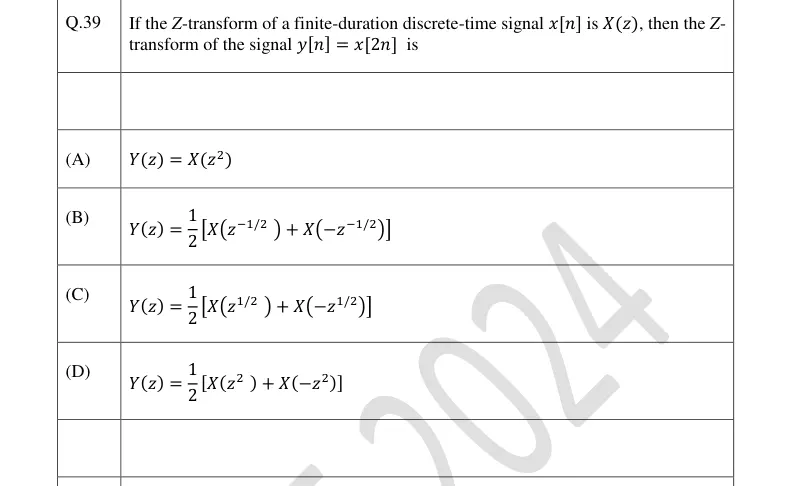 Q.39 If the Z-transform of a finite-duration discrete-time signal x[n] is X(z), then the Z-
transform of the signal y[n] = x[2n] is
(A) Y(z) = X(z²)
(B) Y(z) = 1/2 [X(z^{-1/2}) + X(−z^{-1/2})]
(C) Y(z) = 1/2 [X(z^{1/2}) + X(−z^{1/2})]
(D) Y(z) = 1/2 [X(z²) + X(−z²)]
2024